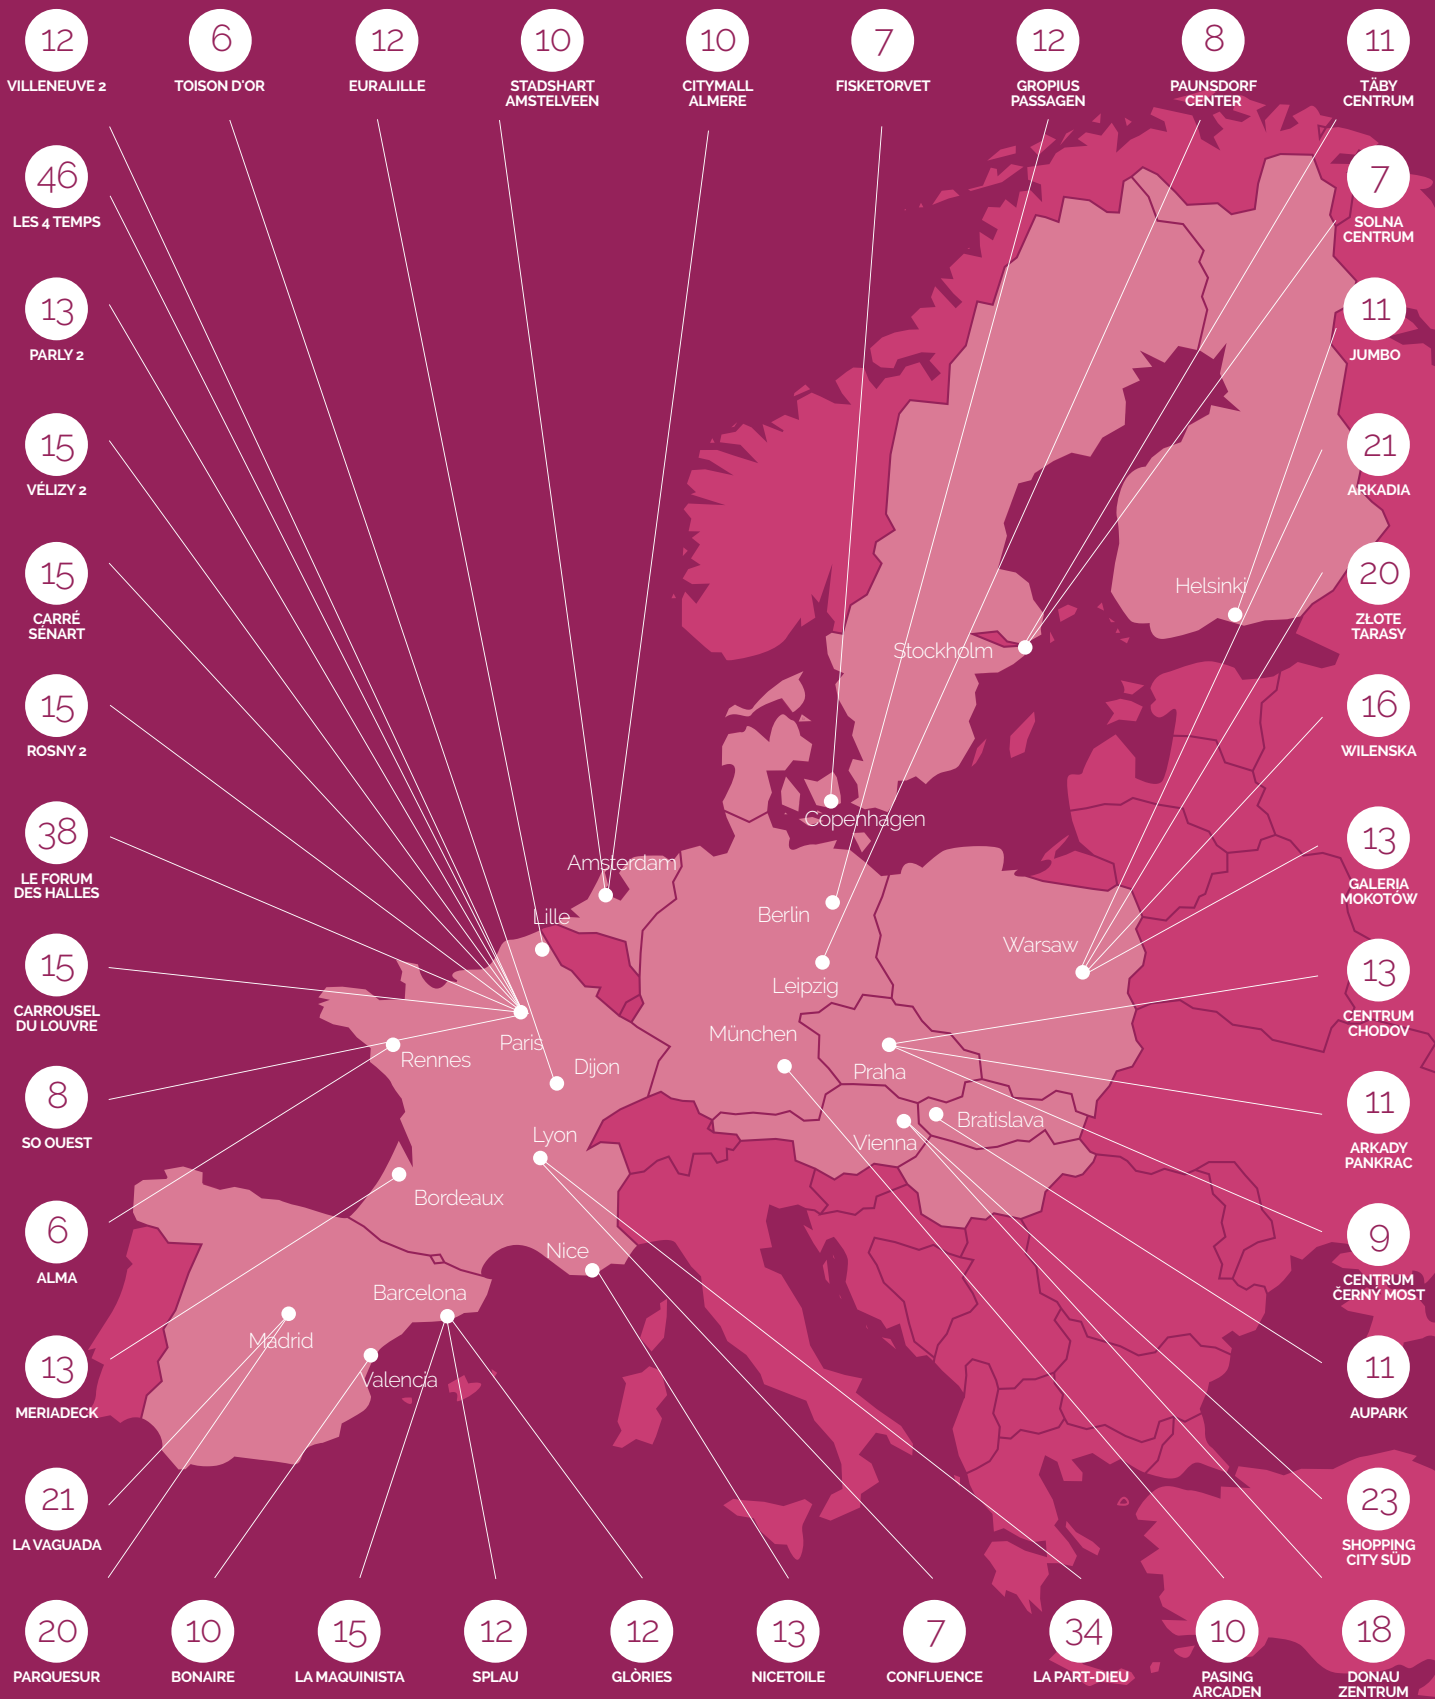 12
VILLENEUVE 2
6
TOISON D'OR
12
EURALILLE
10
STADSHART
AMSTELVEEN
10
CITYMALL
ALMERE
7
FISKETORVET
12
GROPIUS
PASSAGEN
8
PAUNSDORF
CENTER
11
TÄBY
CENTRUM
46
LES 4 TEMPS
13
PARLY 2
15
VÉLIZY 2
15
CARRÉ
SÉNART
15
ROSNY 2
38
LE FORUM
DES HALLES
15
CARROUSEL
DU LOUVRE
8
SO OUEST
6
ALMA
13
MERIADECK
21
LA VAGUADA
7
SOLNA
CENTRUM
11
JUMBO
21
ARKADIA
20
ZŁOTE
TARASY
16
WILENSKA
13
GALERIA
MOKOTÓW
13
CENTRUM
CHODOV
11
ARKADY
PANKRAC
9
CENTRUM
ČERNÝ MOST
11
AUPARK
23
SHOPPING
CITY SÜD
Helsinki
Stockholm
Copenhagen
Amsterdam
Lille
Berlin
Warsaw
Leipzig
München
Paris
Rennes
Dijon
Praha
Bratislava
Vienna
Lyon
Bordeaux
Nice
Barcelona
Madrid
Valencia
20
PARQUESUR
10
BONAIRE
15
LA MAQUINISTA
12
SPLAU
12
GLÒRIES
13
NICETOILE
7
CONFLUENCE
34
LA PART-DIEU
10
PASING
ARCADEN
18
DONAU
ZENTRUM